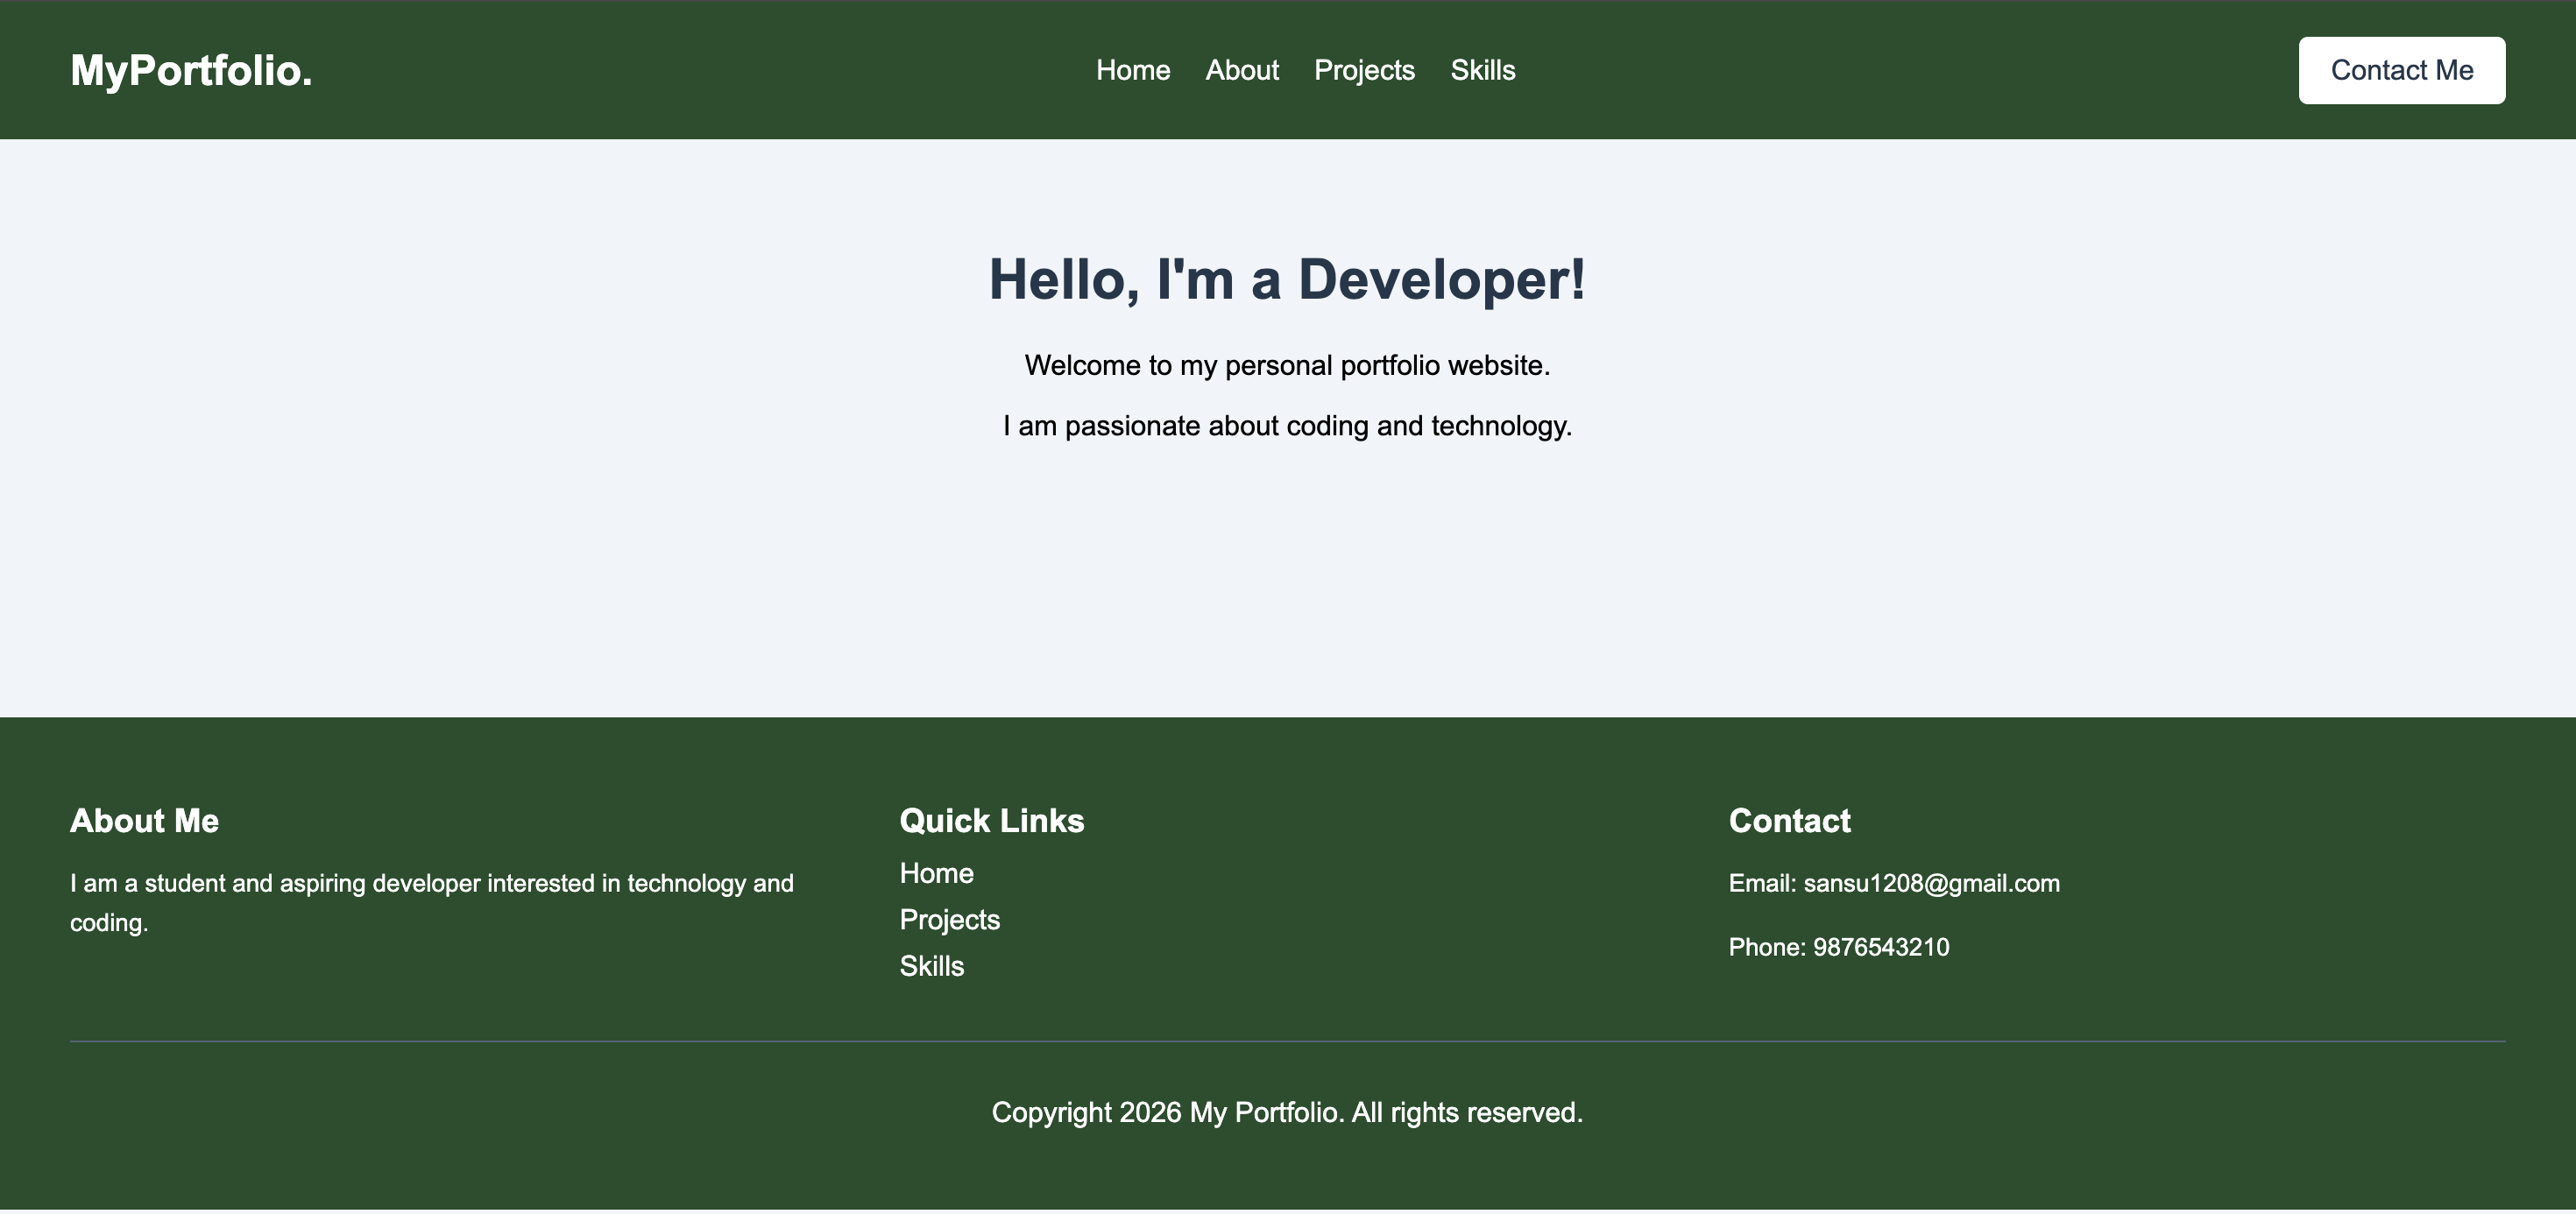 MyPortfolio.
Home About Projects Skills
Contact Me
Hello, I'm a Developer!
Welcome to my personal portfolio website.
I am passionate about coding and technology.
About Me
I am a student and aspiring developer interested in technology and
coding.
Quick Links
Home
Projects
Skills
Contact
Email: sansu1208@gmail.com
Phone: 9876543210
Copyright 2026 My Portfolio. All rights reserved.